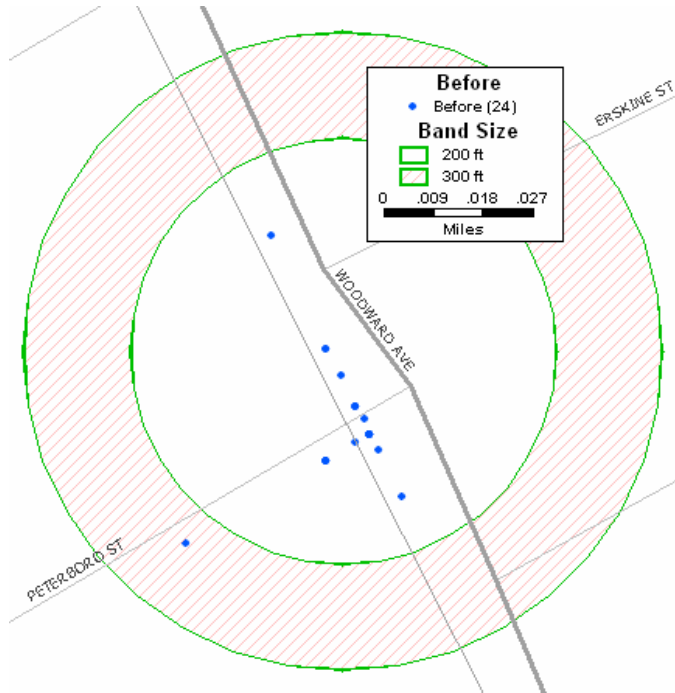 Before
Before (24)
Band Size
200 ft
300 ft
0 .009 .018 .027
Miles
ERSKINE ST
WOODWARD AVE
PETERBORO ST